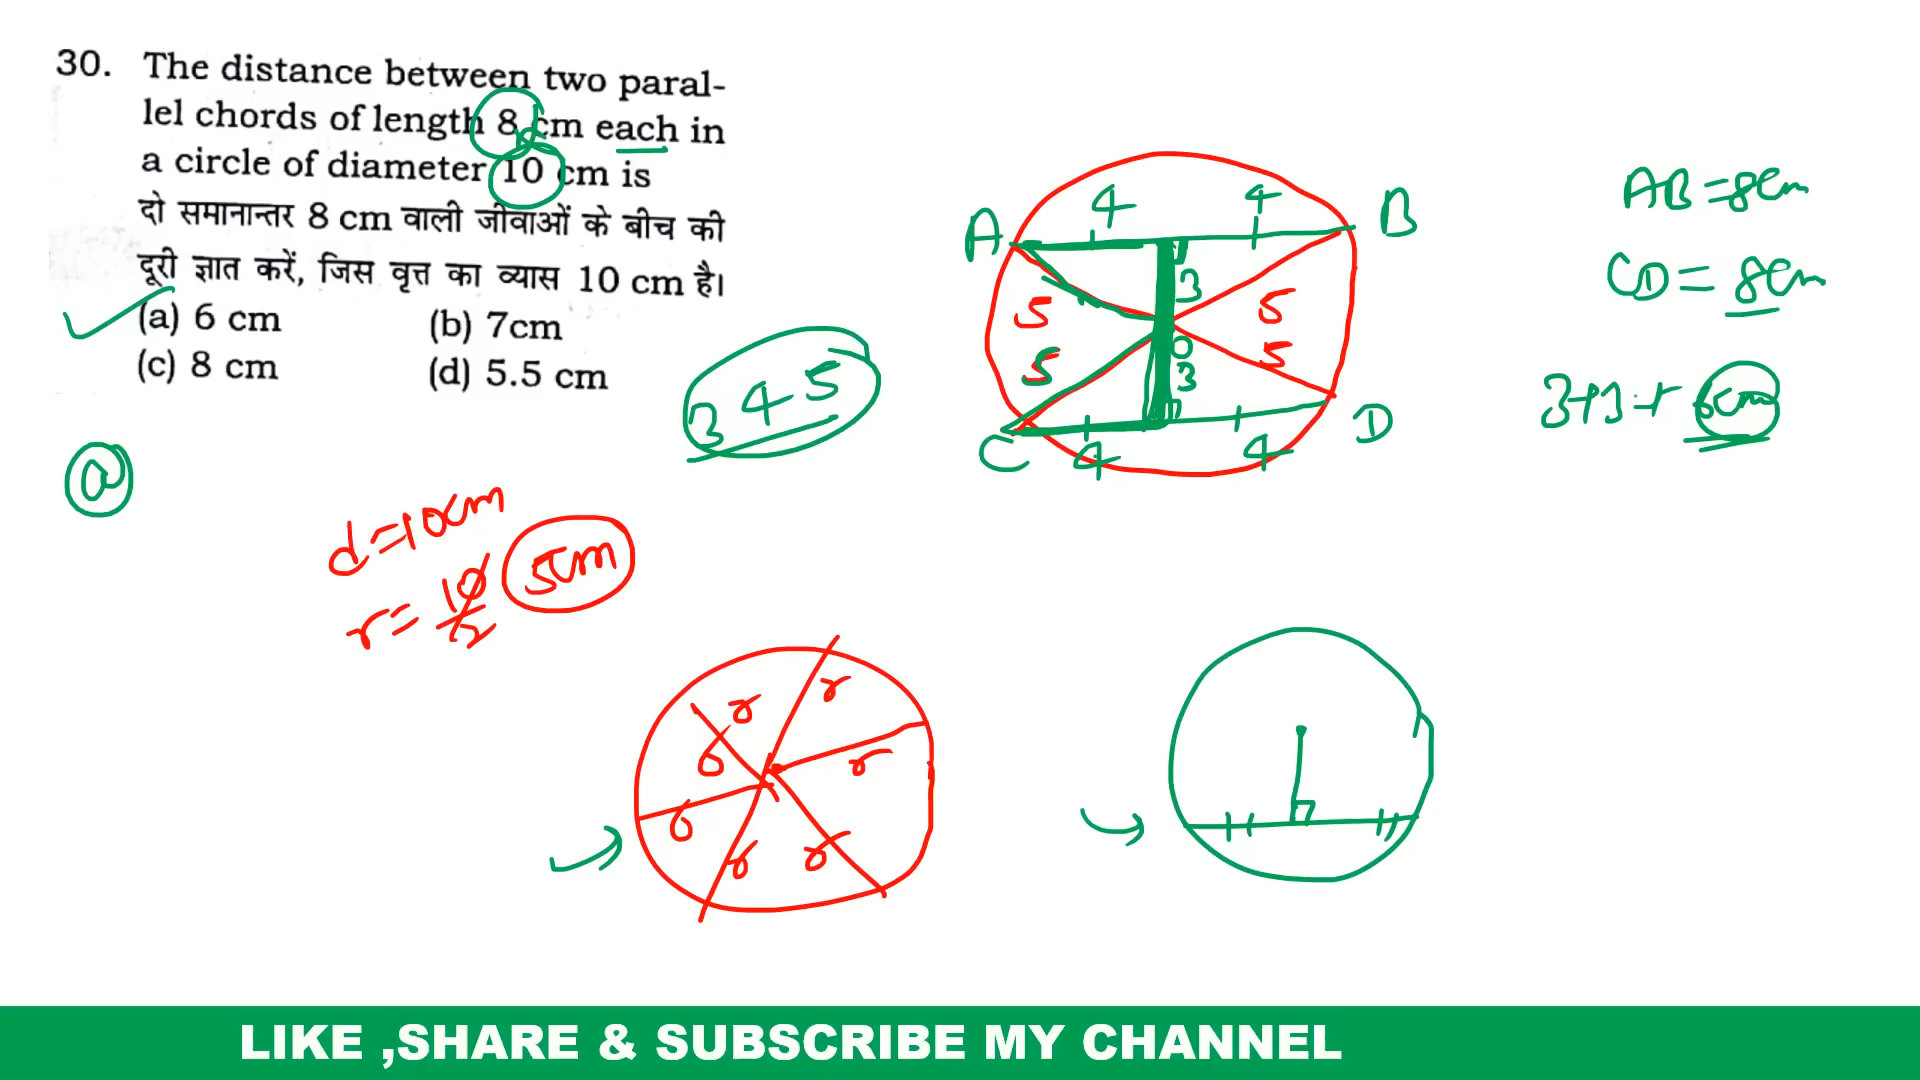 30. The distance between two paral-
lel chords of length 8 cm each in
a circle of diameter 10 cm is
दो समानान्तर 8 cm वाली जीवाओं के बीच की
दूरी ज्ञात करें, जिस वृत्त का व्यास 10 cm है।
(a) 6 cm (b) 7cm
(c) 8 cm (d) 5.5 cm
3 4 5
a
d=10cm
r=10/2 5cm
A 4 4 B
3
5 5
O
5 5
3
C 4 4 D
AB=8cm
CD=8cm
3+3+ 6cm
r r
r r
r r r
LIKE ,SHARE & SUBSCRIBE MY CHANNEL